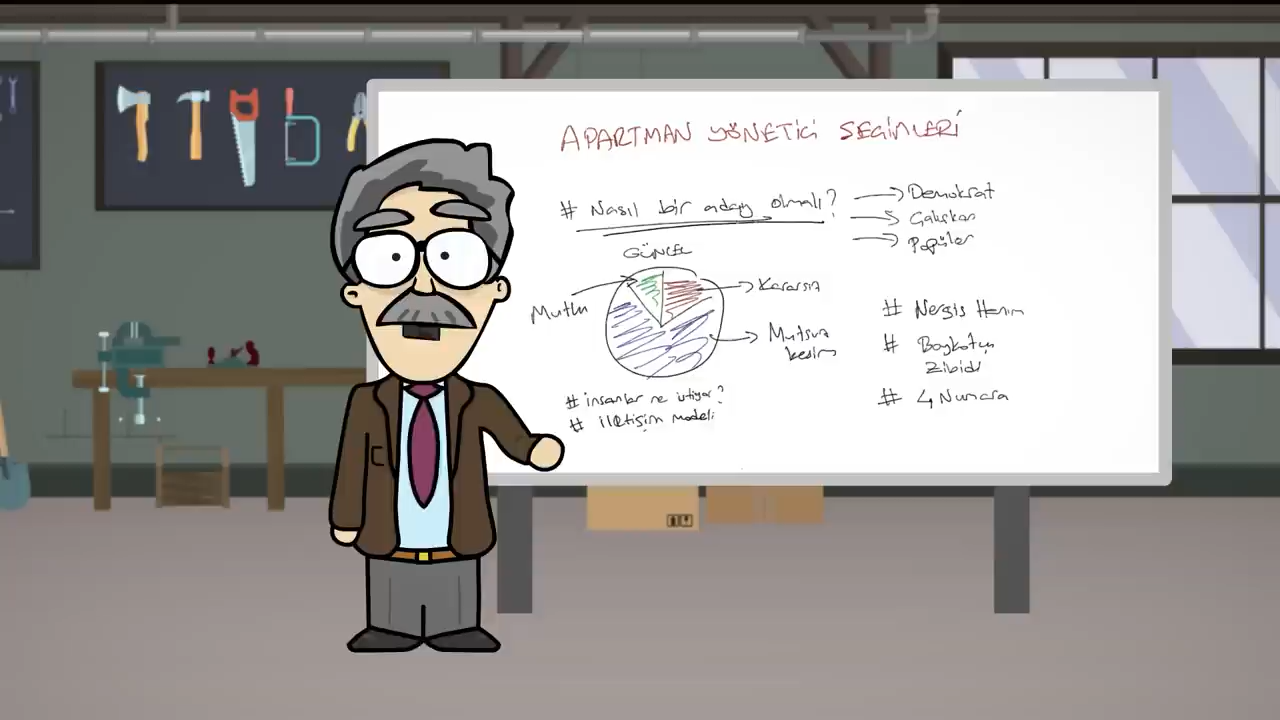 APARTMAN YÖNETİCİ SEÇİMLERİ
# Nasıl bir aday olmalı?
Demokrat
Çalışkan
Popüler
GÜNCEL
Mutlu
Kararsız
Mutsuz
kesim
# insanlar ne istiyor?
# iletişim modeli
# Nergis Hanım
# Boykotçu
Zibidi
# 4 Numara